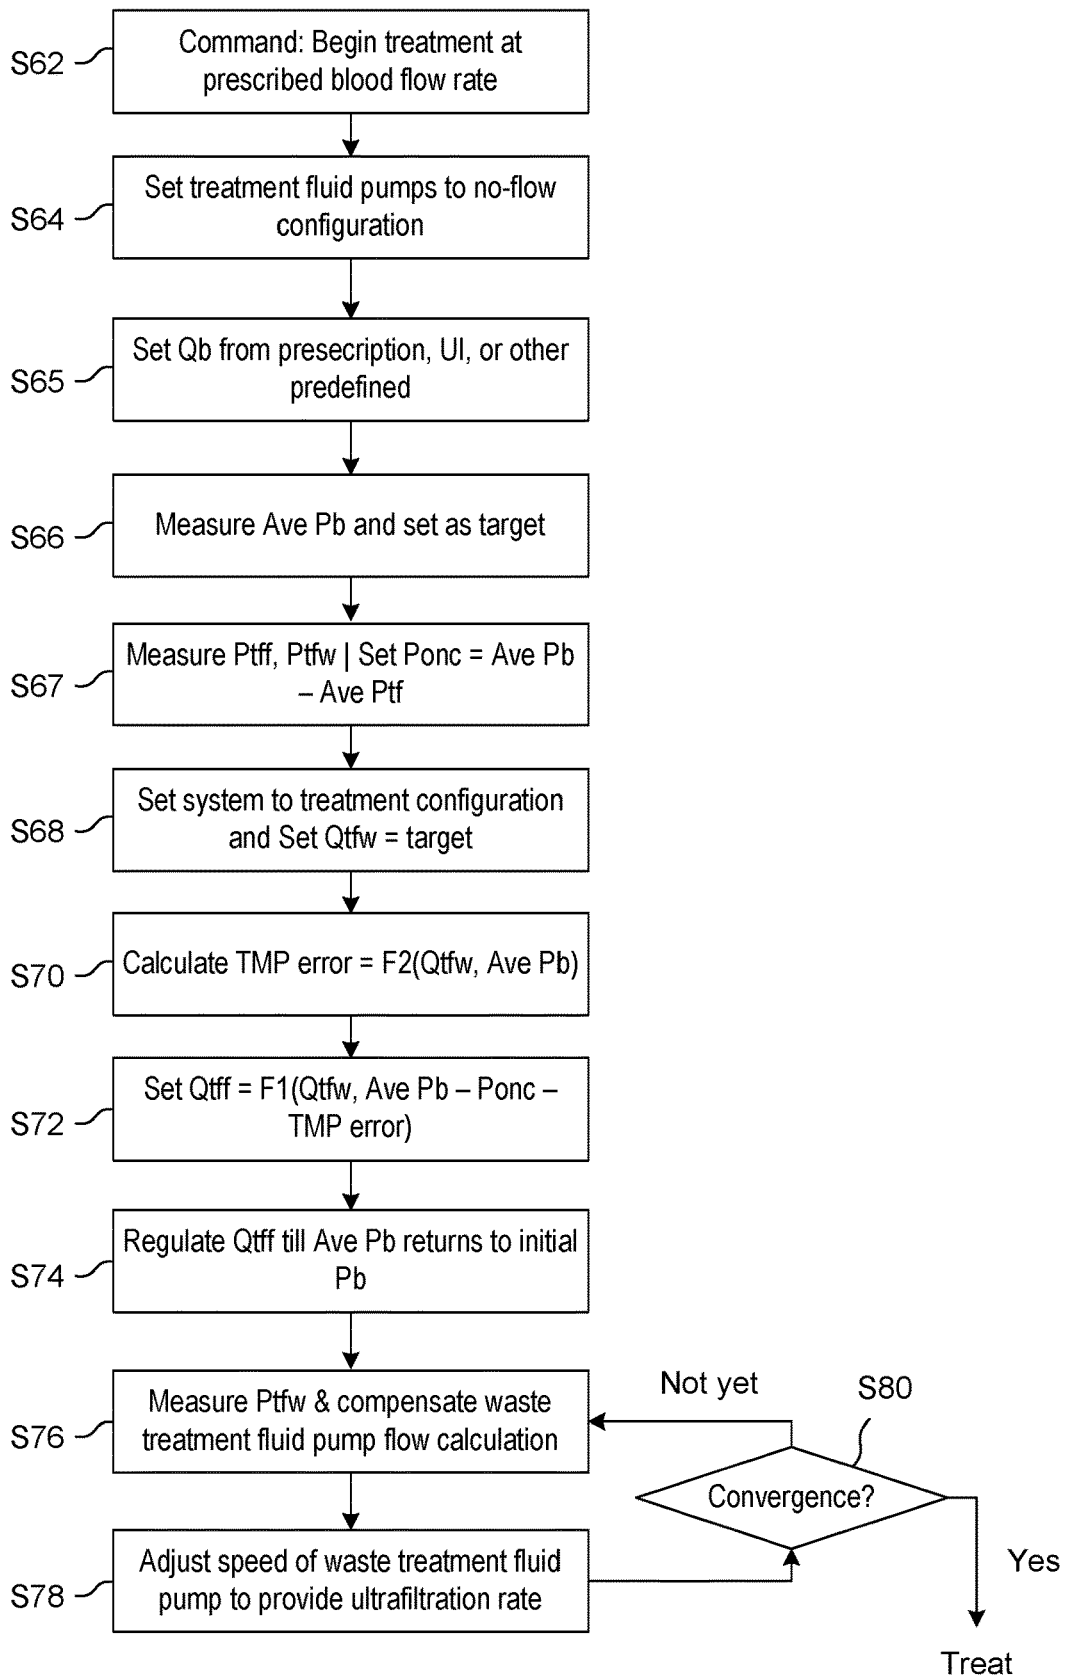 S62
Command: Begin treatment at
prescribed blood flow rate
S64
Set treatment fluid pumps to no-flow
configuration
S65
Set Qb from presecription, UI, or other
predefined
S66
Measure Ave Pb and set as target
S67
Measure Ptff, Ptfw | Set Ponc = Ave Pb
– Ave Ptf
S68
Set system to treatment configuration
and Set Qtfw = target
S70
Calculate TMP error = F2(Qtfw, Ave Pb)
S72
Set Qtff = F1(Qtfw, Ave Pb – Ponc –
TMP error)
S74
Regulate Qtff till Ave Pb returns to initial
Pb
S76
Measure Ptfw & compensate waste
treatment fluid pump flow calculation
S78
Adjust speed of waste treatment fluid
pump to provide ultrafiltration rate
Not yet
S80
Convergence?
Yes
Treat